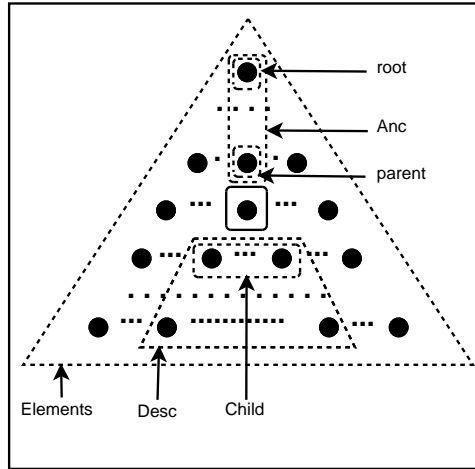 root
Anc
parent
Elements
Desc
Child